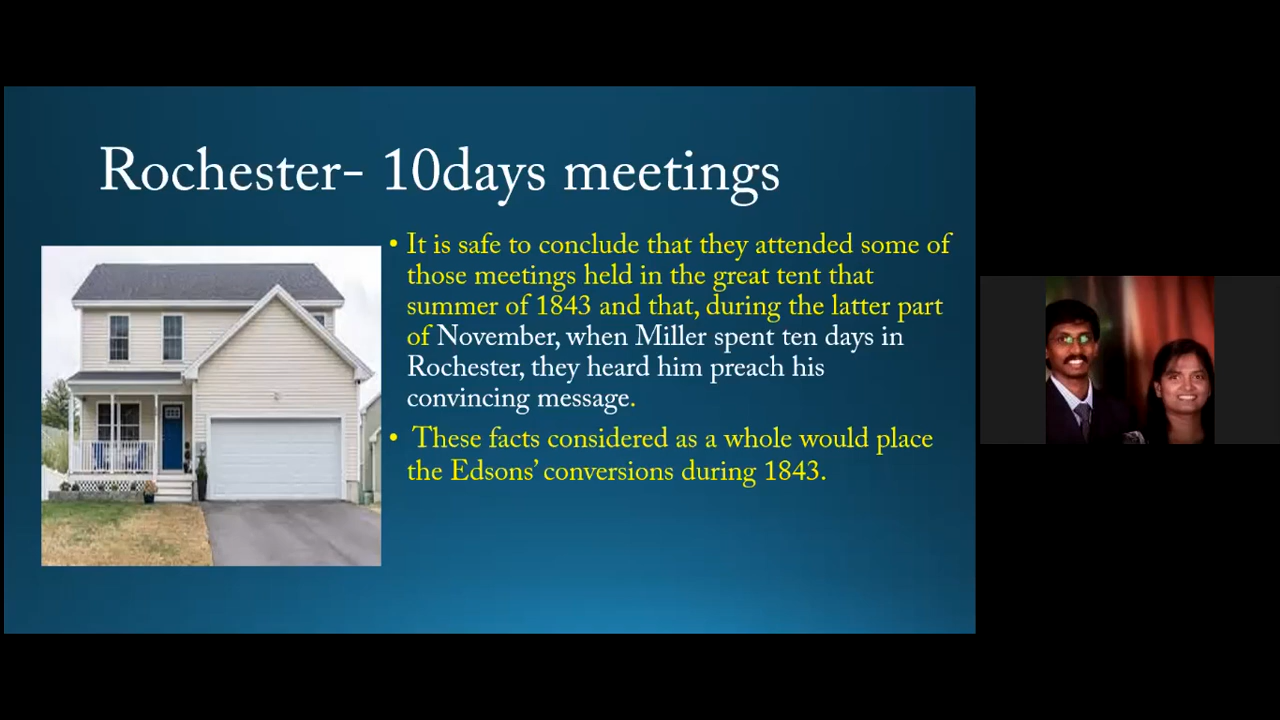 Rochester- 10days meetings
• It is safe to conclude that they attended some of
those meetings held in the great tent that
summer of 1843 and that, during the latter part
of November, when Miller spent ten days in
Rochester, they heard him preach his
convincing message.
• These facts considered as a whole would place
the Edsons’ conversions during 1843.